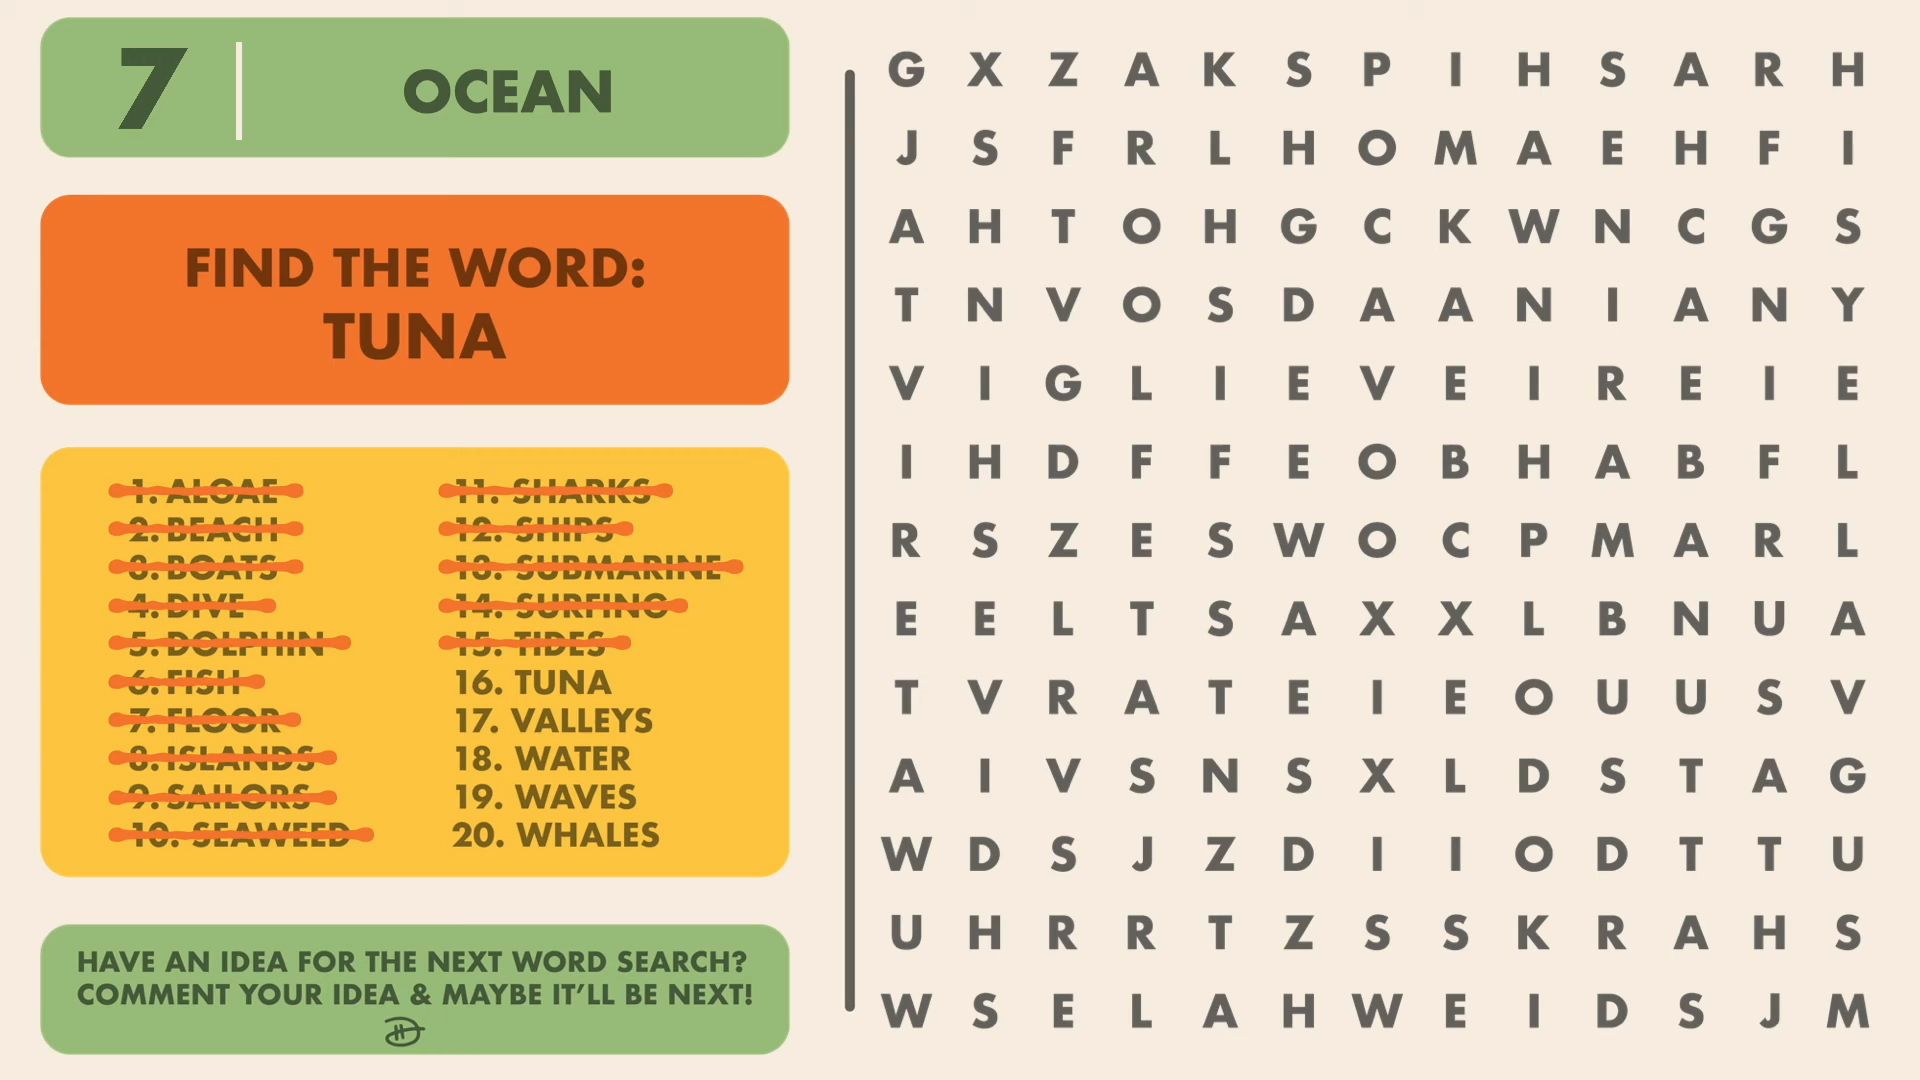 7 OCEAN
FIND THE WORD:
TUNA
1. ALGAE
2. BEACH
3. BOATS
4. DIVE
5. DOLPHIN
6. FISH
7. FLOOR
8. ISLANDS
9. SAILORS
10. SEAWEED
11. SHARKS
12. SHIPS
13. SUBMARINE
14. SURFING
15. TIDES
16. TUNA
17. VALLEYS
18. WATER
19. WAVES
20. WHALES
HAVE AN IDEA FOR THE NEXT WORD SEARCH?
COMMENT YOUR IDEA & MAYBE IT’LL BE NEXT!
G X Z A K S P I H S A R H
J S F R L H O M A E H F I
A H T O H G C K W N C G S
T N V O S D A A N I A N Y
V I G L I E V E I R E I E
I H D F F E O B H A B F L
R S Z E S W O C P M A R L
E E L T S A X X L B N U A
T V R A T E I E O U U S V
A I V S N S X L D S T A G
W D S J Z D I I O D T T U
U H R R T Z S S K R A H S
W S E L A H W E I D S J M